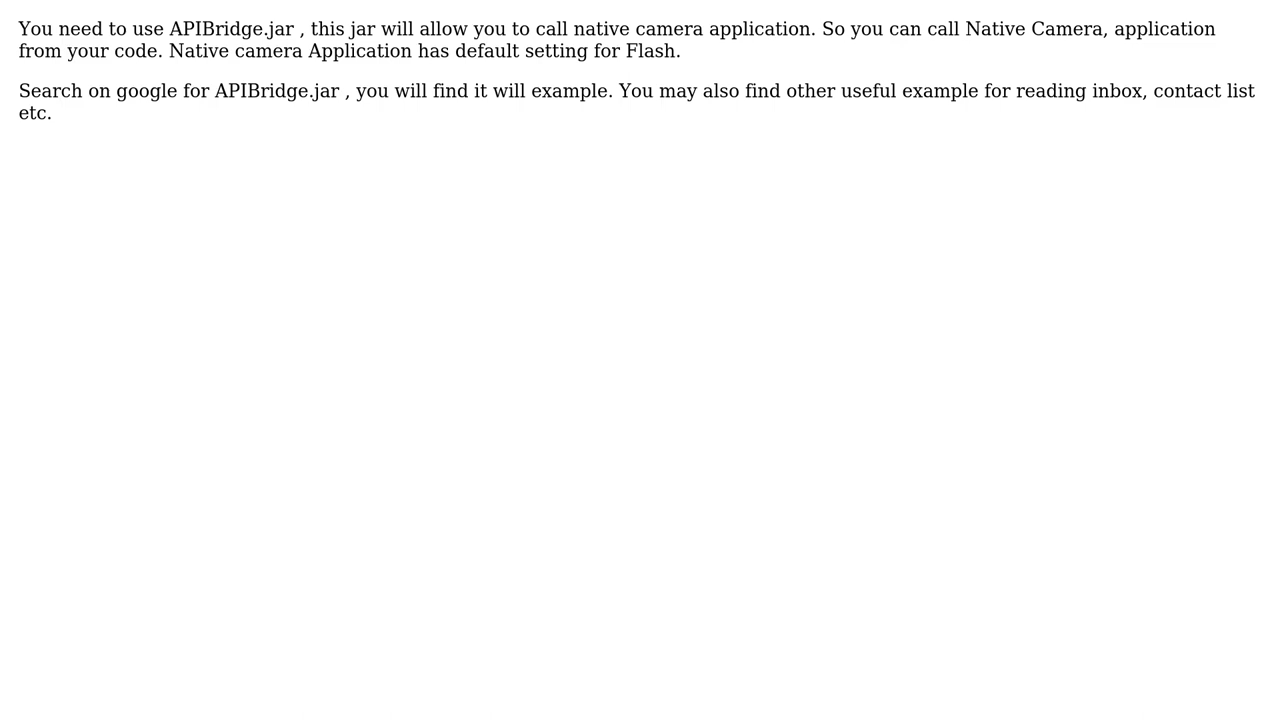 You need to use APIBridge.jar , this jar will allow you to call native camera application. So you can call Native Camera, application
from your code. Native camera Application has default setting for Flash.
Search on google for APIBridge.jar , you will find it will example. You may also find other useful example for reading inbox, contact list
etc.